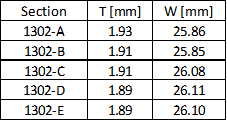 Section T [mm] W [mm]
1302-A 1.93 25.86
1302-B 1.91 25.85
1302-C 1.91 26.08
1302-D 1.89 26.11
1302-E 1.89 26.10